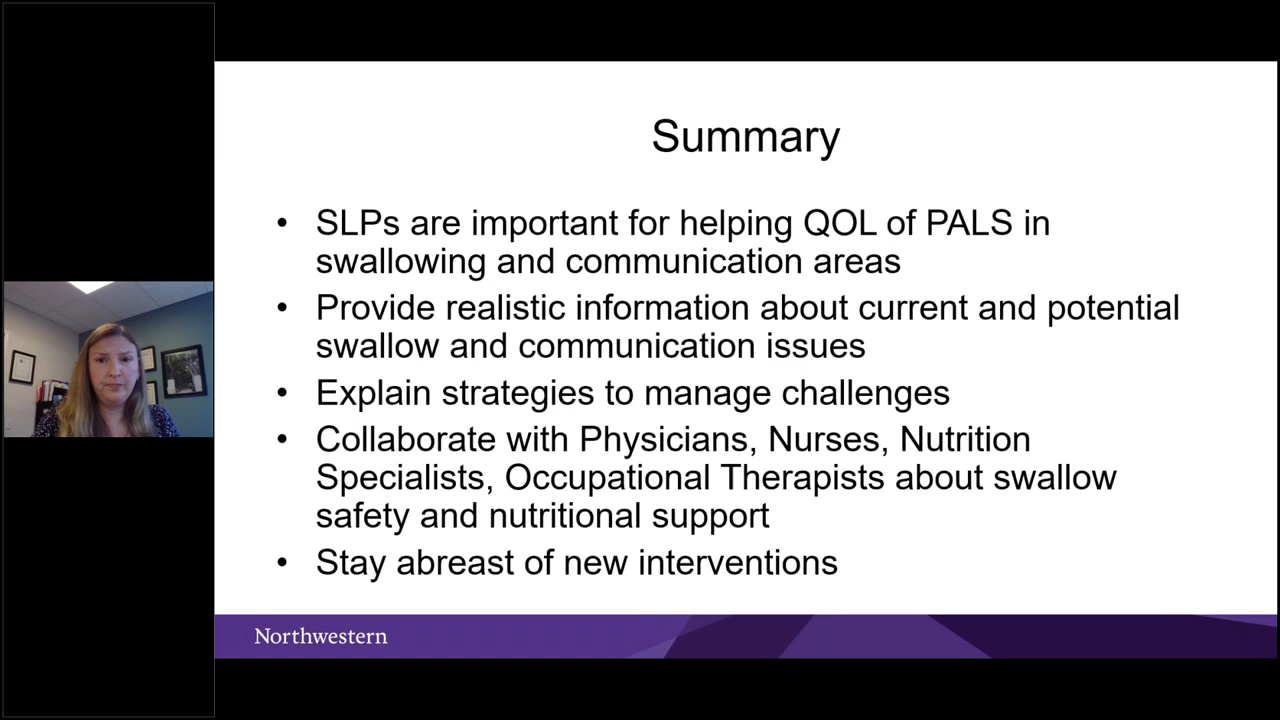 Summary
• SLPs are important for helping QOL of PALS in
swallowing and communication areas
• Provide realistic information about current and potential
swallow and communication issues
• Explain strategies to manage challenges
• Collaborate with Physicians, Nurses, Nutrition
Specialists, Occupational Therapists about swallow
safety and nutritional support
• Stay abreast of new interventions
Northwestern